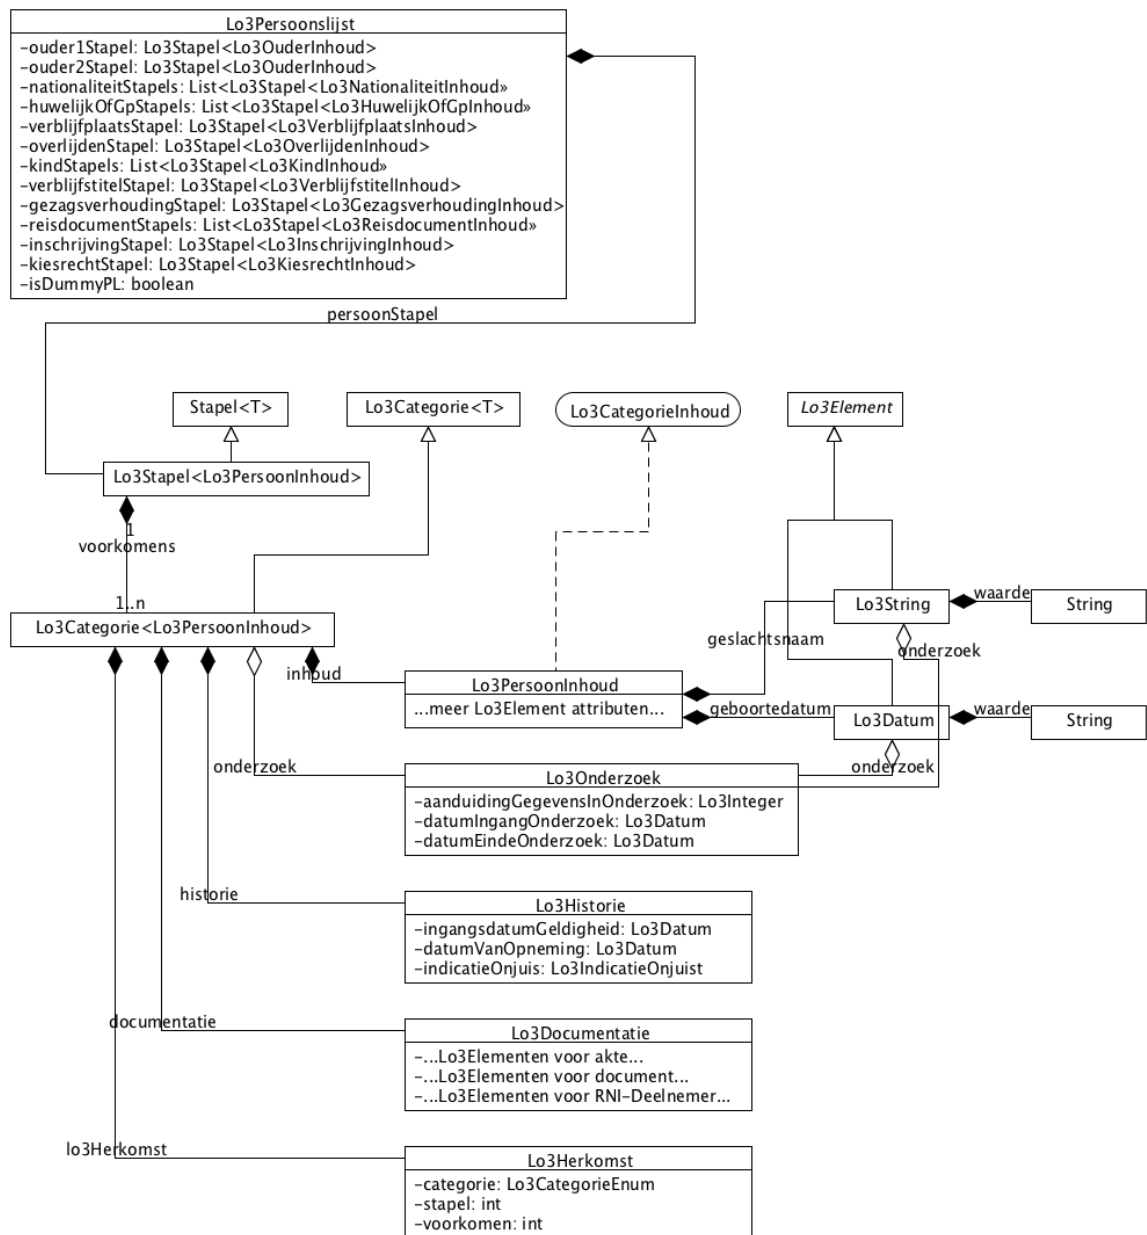 Lo3Persoonslijst
-ouder1Stapel: Lo3Stapel<Lo3OuderInhoud>
-ouder2Stapel: Lo3Stapel<Lo3OuderInhoud>
-nationaliteitStapels: List<Lo3Stapel<Lo3NationaliteitInhoud»
-huwelijkOfGpStapels: List<Lo3Stapel<Lo3HuwelijkOfGpInhoud»
-verblijfplaatsStapel: Lo3Stapel<Lo3VerblijfplaatsInhoud>
-overlijdenStapel: Lo3Stapel<Lo3OverlijdenInhoud>
-kindStapels: List<Lo3Stapel<Lo3KindInhoud»
-verblijfstitelStapel: Lo3Stapel<Lo3VerblijfstitelInhoud>
-gezagsverhoudingStapel: Lo3Stapel<Lo3GezagsverhoudingInhoud>
-reisdocumentStapels: List<Lo3Stapel<Lo3ReisdocumentInhoud»
-inschrijvingStapel: Lo3Stapel<Lo3InschrijvingInhoud>
-kiesrechtStapel: Lo3Stapel<Lo3KiesrechtInhoud>
-isDummyPL: boolean
persoonStapel
Stapel<T>
Lo3Categorie<T>
Lo3CategorieInhoud
Lo3Element
Lo3Stapel<Lo3PersoonInhoud>
1
voorkomens
1..n
Lo3Categorie<Lo3PersoonInhoud>
Lo3String
waarde
String
geslachtsnaam
onderzoek
inhoud
Lo3PersoonInhoud
...meer Lo3Element attributen...
geboortedatum
Lo3Datum
waarde
String
onderzoek
onderzoek
Lo3Onderzoek
-aanduidingGegevensInOnderzoek: Lo3Integer
-datumIngangOnderzoek: Lo3Datum
-datumEindeOnderzoek: Lo3Datum
historie
Lo3Historie
-ingangsdatumGeldigheid: Lo3Datum
-datumVanOpneming: Lo3Datum
-indicatieOnjuis: Lo3IndicatieOnjuist
documentatie
Lo3Documentatie
-...Lo3Elementen voor akte...
-...Lo3Elementen voor document...
-...Lo3Elementen voor RNI-Deelnemer...
lo3Herkomst
Lo3Herkomst
-categorie: Lo3CategorieEnum
-stapel: int
-voorkomen: int